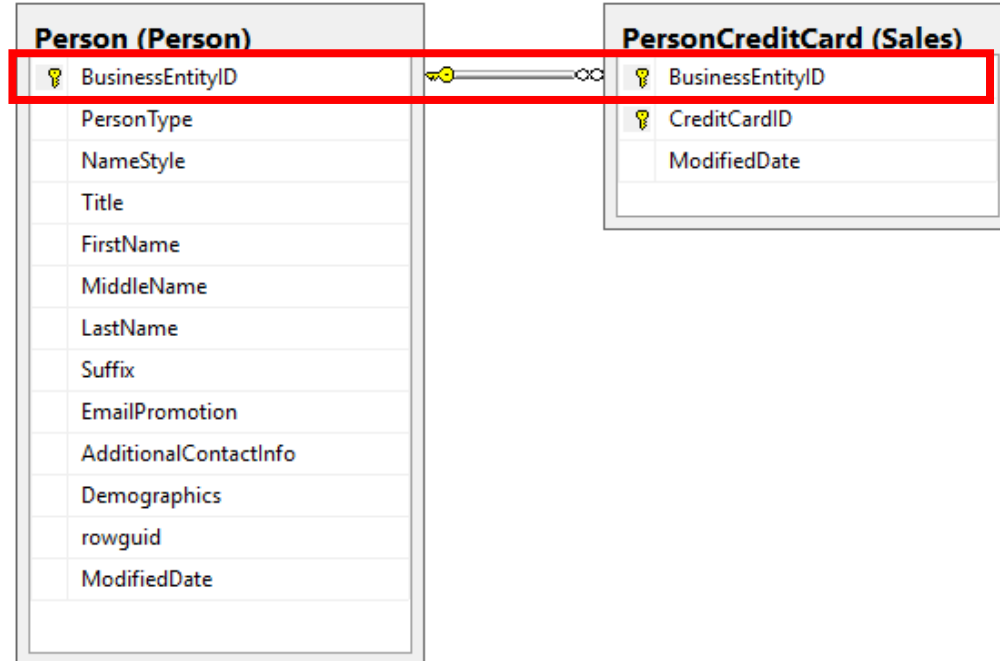 Person (Person)
BusinessEntityID
PersonType
NameStyle
Title
FirstName
MiddleName
LastName
Suffix
EmailPromotion
AdditionalContactInfo
Demographics
rowguid
ModifiedDate
PersonCreditCard (Sales)
BusinessEntityID
CreditCardID
ModifiedDate